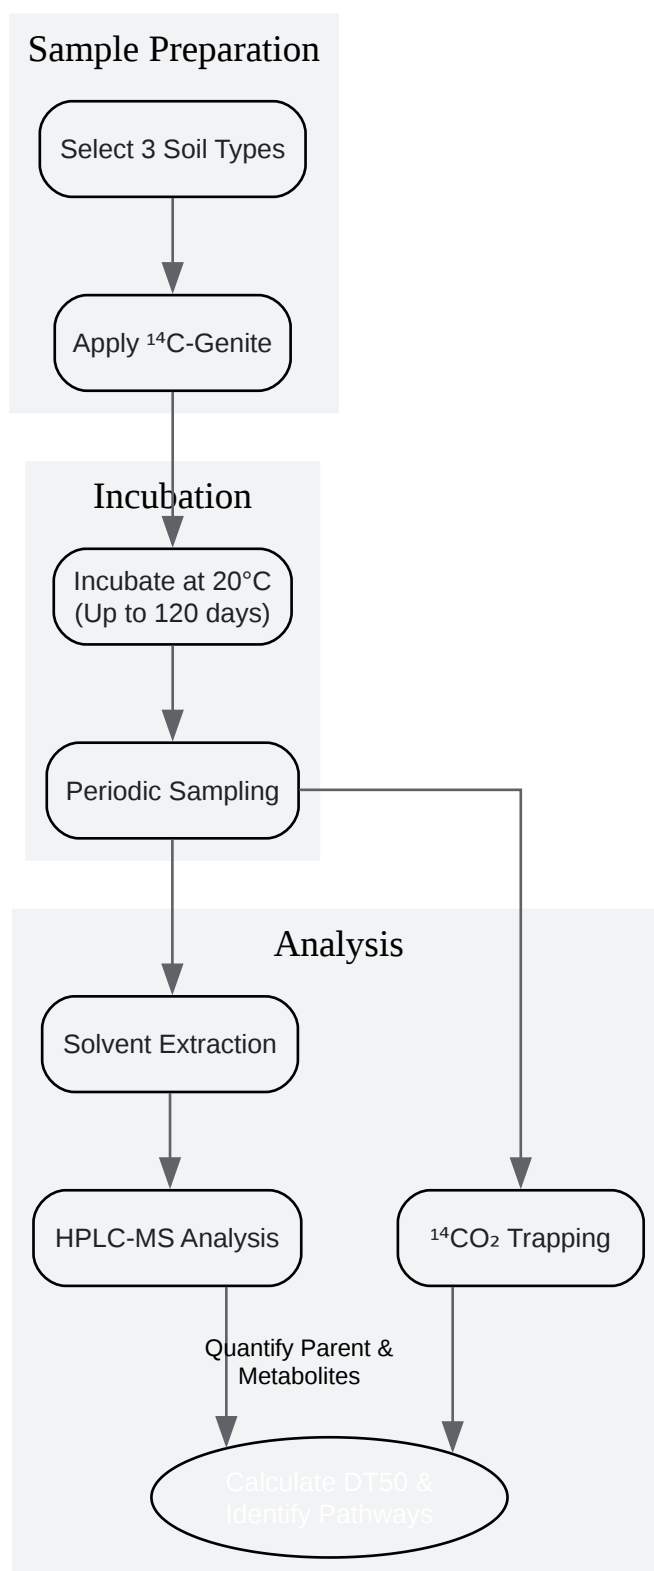 Sample Preparation
Select 3 Soil Types
Apply ¹⁴C-Genite
Incubation
Incubate at 20°C
(Up to 120 days)
Periodic Sampling
Analysis
Solvent Extraction
HPLC-MS Analysis
¹⁴CO₂ Trapping
Quantify Parent &
Metabolites
Calculate DT50 &
Identify Pathways